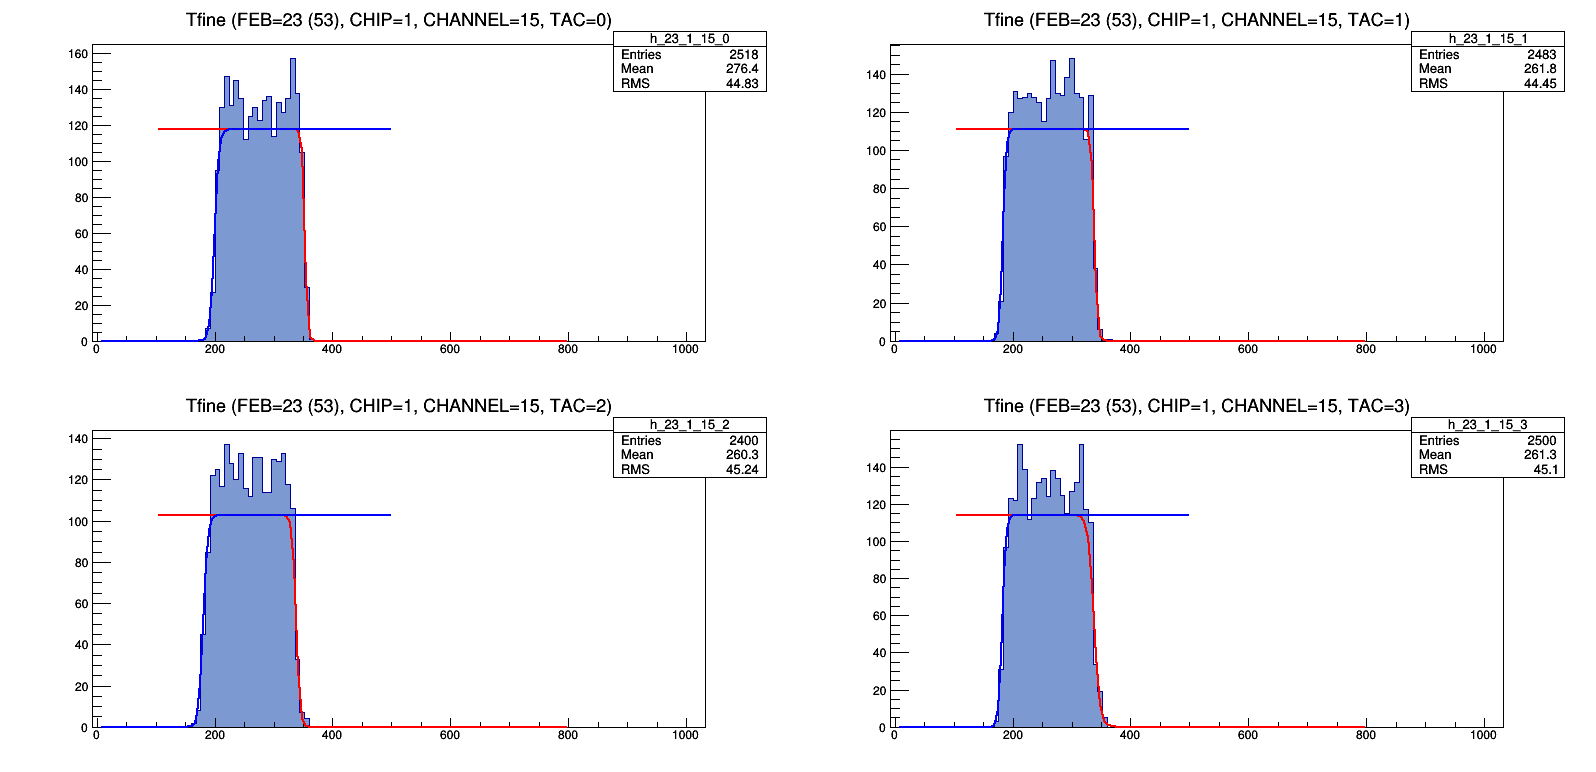 Tfine (FEB=23 (53), CHIP=1, CHANNEL=15, TAC=0)
h_23_1_15_0
Entries 2518
Mean 276.4
RMS 44.83
160
140
120
100
80
60
40
20
0
0 200 400 600 800 1000
Tfine (FEB=23 (53), CHIP=1, CHANNEL=15, TAC=1)
h_23_1_15_1
Entries 2483
Mean 261.8
RMS 44.45
140
120
100
80
60
40
20
0
0 200 400 600 800 1000
Tfine (FEB=23 (53), CHIP=1, CHANNEL=15, TAC=2)
h_23_1_15_2
Entries 2400
Mean 260.3
RMS 45.24
140
120
100
80
60
40
20
0
0 200 400 600 800 1000
Tfine (FEB=23 (53), CHIP=1, CHANNEL=15, TAC=3)
h_23_1_15_3
Entries 2500
Mean 261.3
RMS 45.1
140
120
100
80
60
40
20
0
0 200 400 600 800 1000